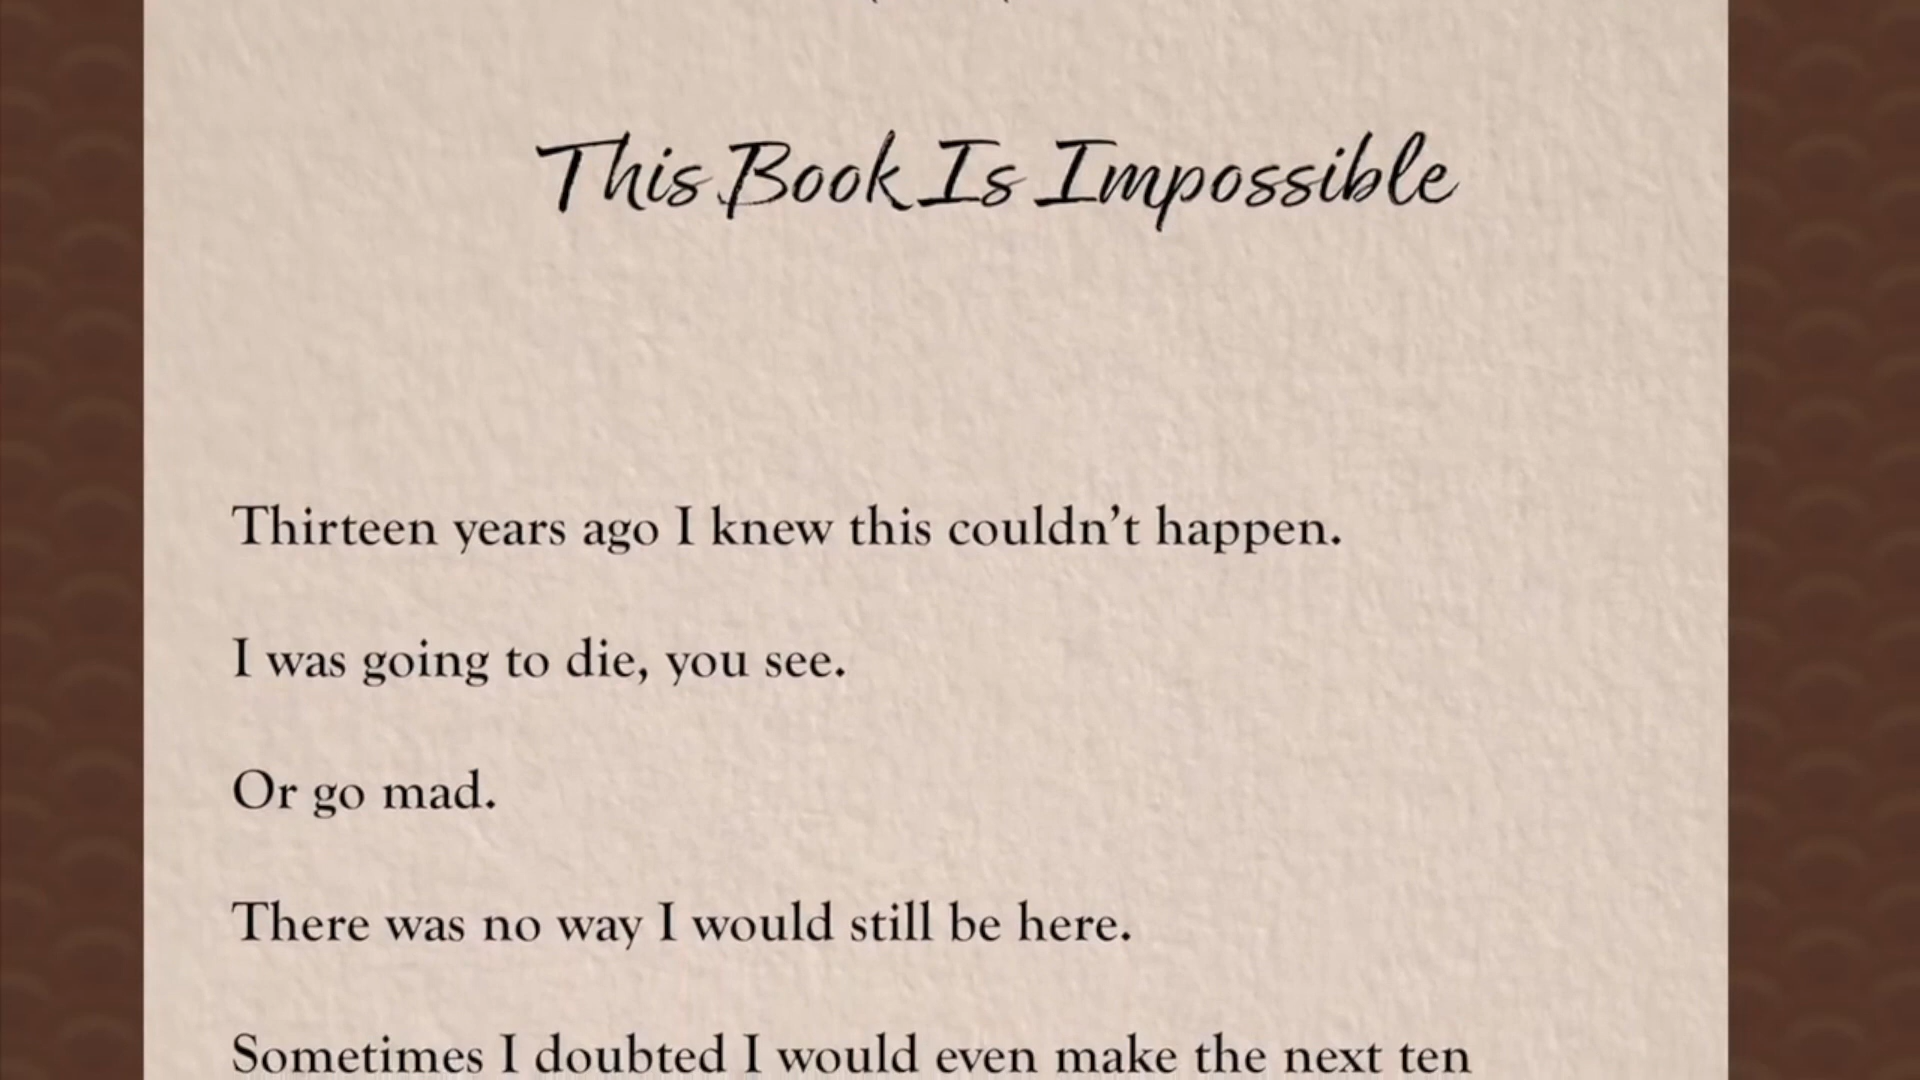 This Book Is Impossible
Thirteen years ago I knew this couldn’t happen.
I was going to die, you see.
Or go mad.
There was no way I would still be here.
Sometimes I doubted I would even make the next ten